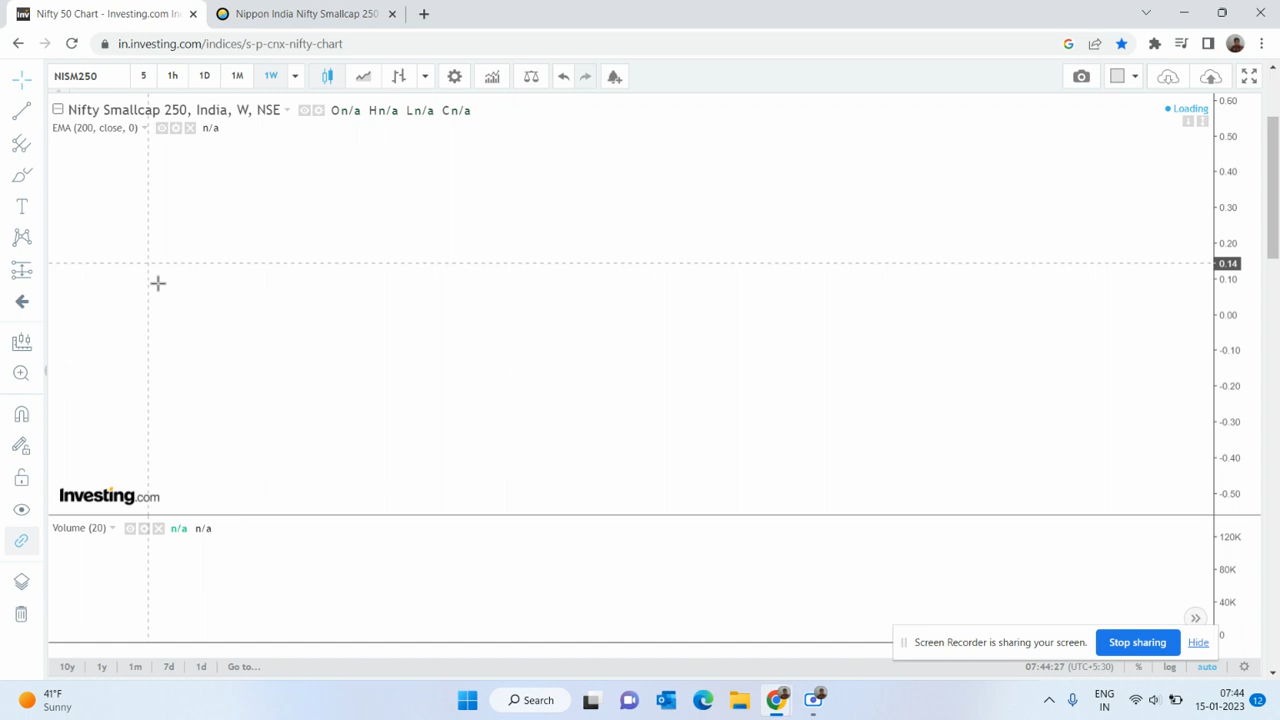 Nifty 50 Chart - Investing.com In
Nippon India Nifty Smallcap 250
in.investing.com/indices/s-p-cnx-nifty-chart
NISM250 5 1h 1D 1M 1W
Nifty Smallcap 250, India, W, NSE On/a Hn/a Ln/a Cn/a
Loading
EMA (200, close, 0) n/a
0.60
0.50
0.40
0.30
0.20
0.14
0.10
0.00
-0.10
-0.20
-0.30
-0.40
-0.50
Investing.com
Volume (20) n/a n/a
120K
80K
40K
0
Screen Recorder is sharing your screen. Stop sharing Hide
10y 1y 1m 7d 1d Go to... 07:44:27 (UTC+5:30) % log auto
41°F
Sunny
Search
ENG
IN
07:44
15-01-2023
12